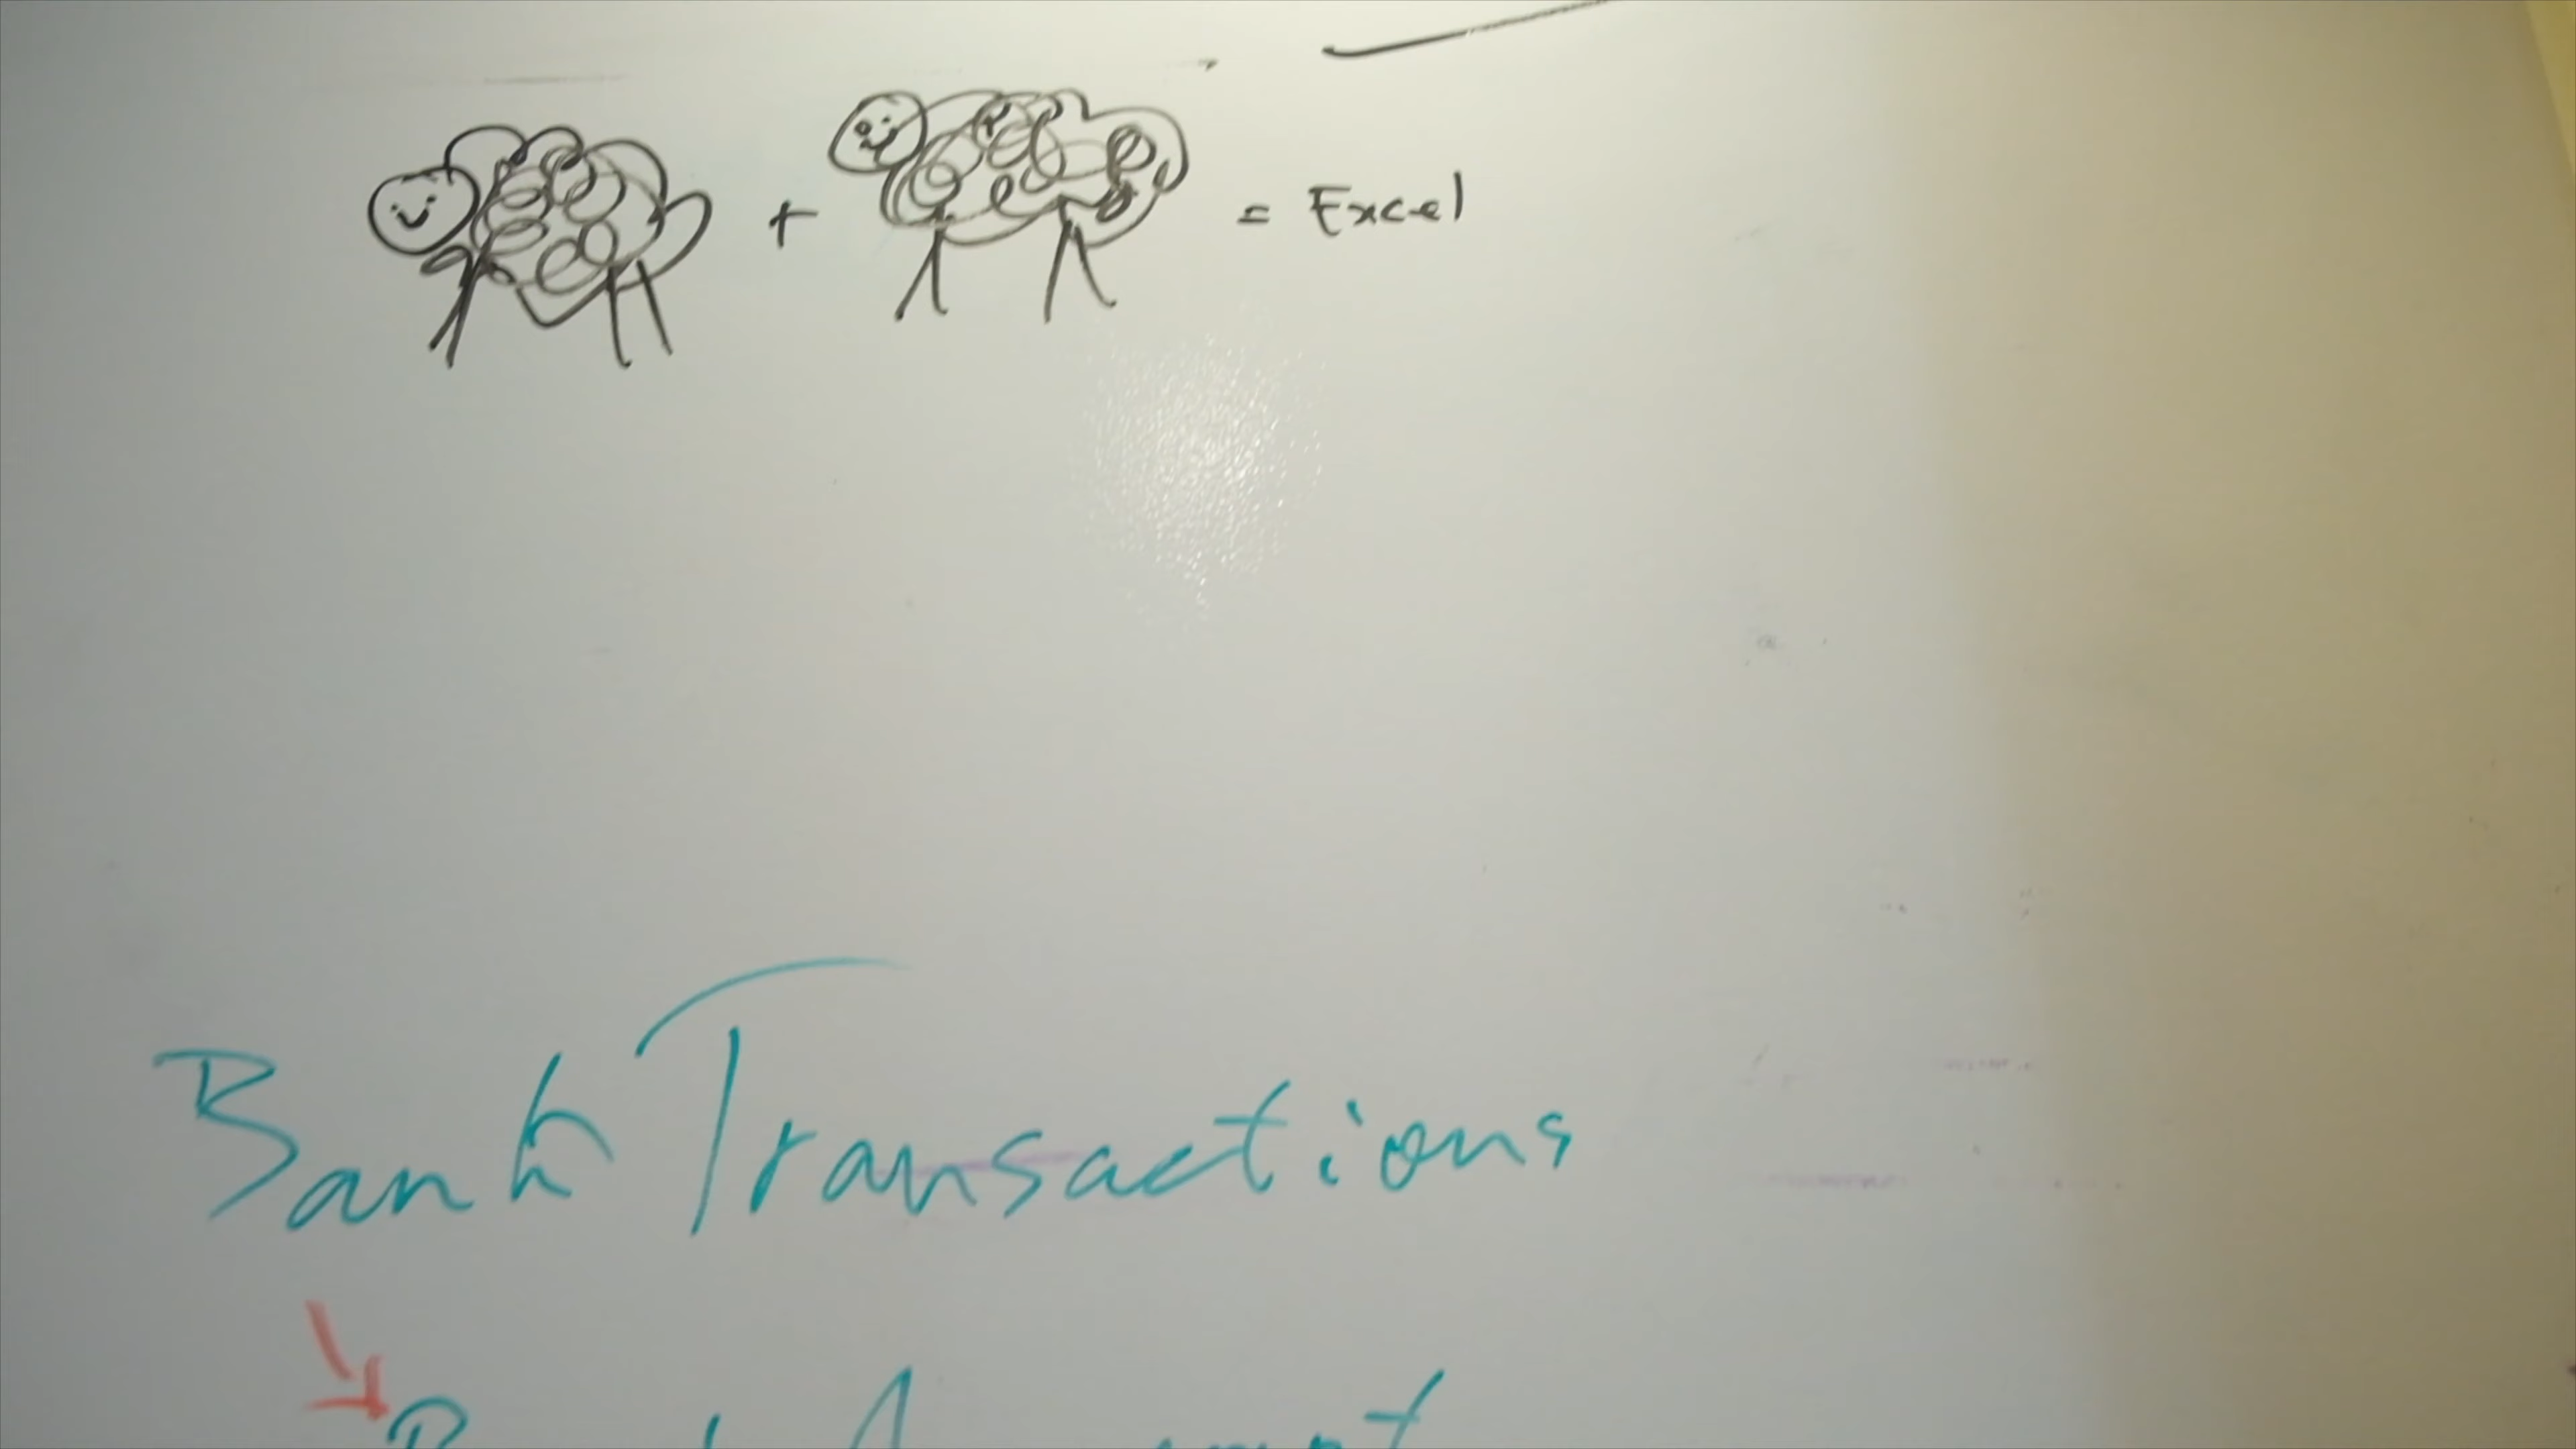 + = Excel
Bank Transactions